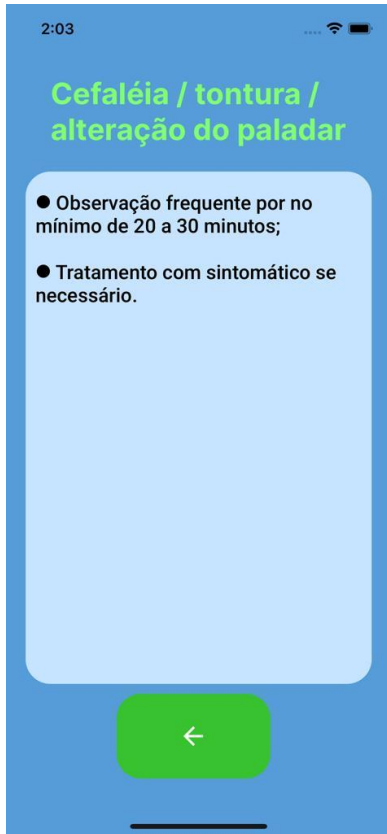 2:03
Cefaléia / tontura /
alteração do paladar
● Observação frequente por no
mínimo de 20 a 30 minutos;
● Tratamento com sintomático se
necessário.